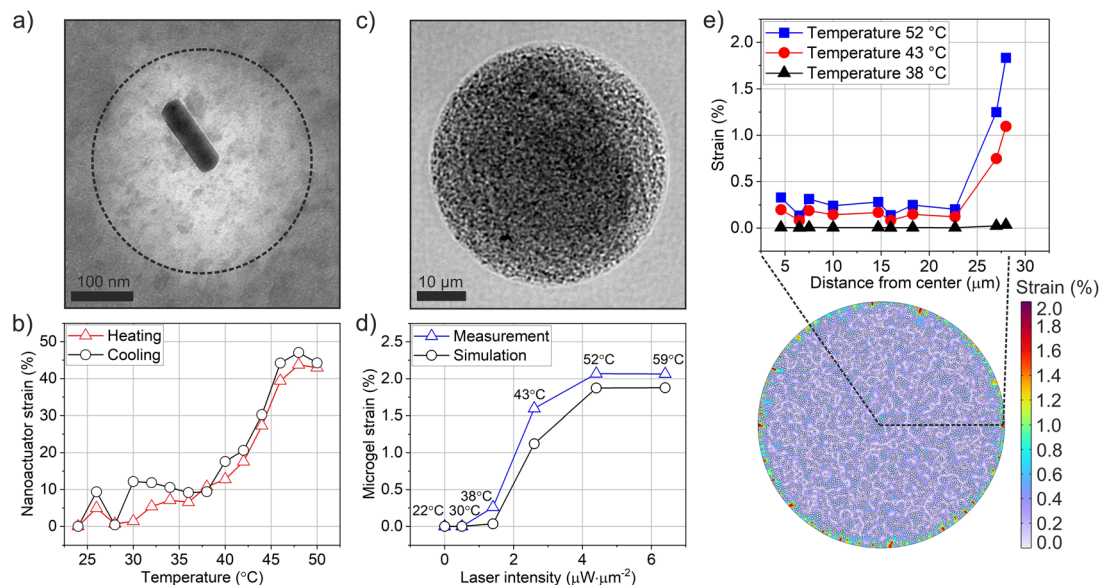 a)
100 nm
b)
Heating
Cooling
50
40
30
20
10
0
Nanoactuator strain (%)
25 30 35 40 45 50
Temperature (°C)
c)
10 µm
d)
Measurement
Simulation
2.5
2.0
1.5
1.0
0.5
0.0
Microgel strain (%)
52°C 59°C
43°C
38°C
22°C 30°C
0 2 4 6
Laser intensity (µW·µm⁻²)
e)
Temperature 52 °C
Temperature 43 °C
Temperature 38 °C
2.0
1.5
1.0
0.5
0.0
Strain (%)
5 10 15 20 25 30
Distance from center (µm)
Strain (%)
2.0
1.8
1.6
1.4
1.2
1.0
0.8
0.6
0.4
0.2
0.0